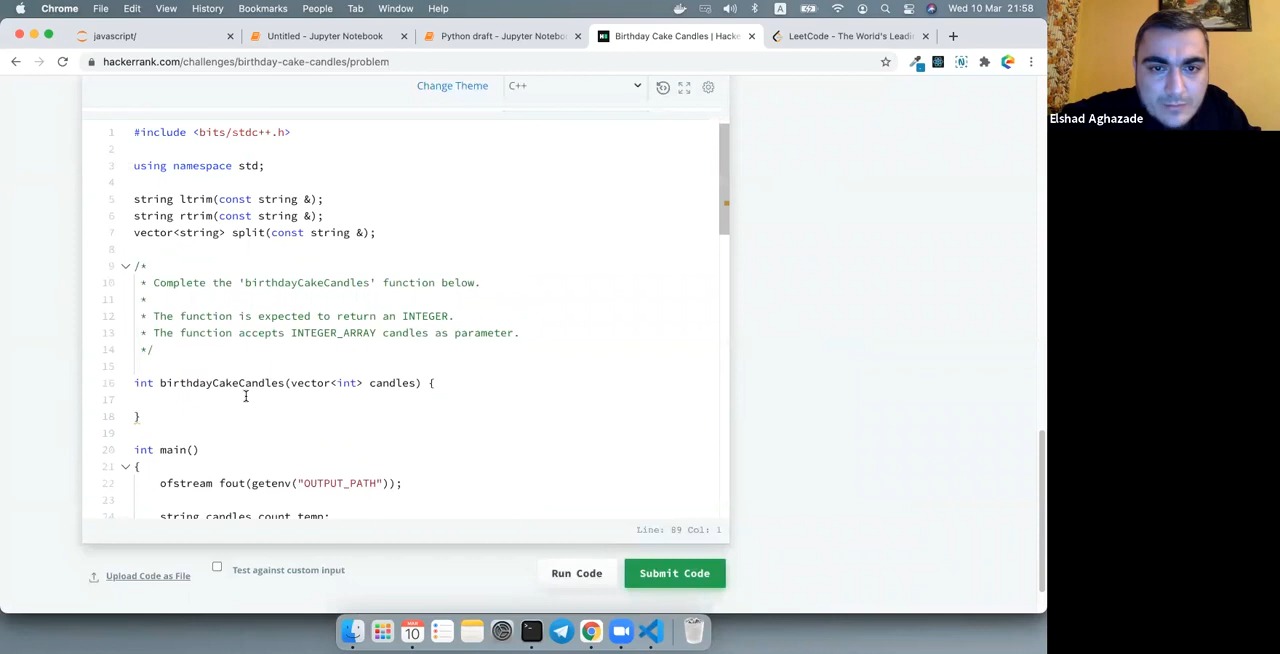 Chrome File Edit View History Bookmarks People Tab Window Help A Wed 10 Mar 21:58
javascript/ Untitled - Jupyter Notebook Python draft - Jupyter Notebo Birthday Cake Candles | Hacke LeetCode - The World's Leadi
hackerrank.com/challenges/birthday-cake-candles/problem
Elshad Aghazade
Change Theme C++
1 #include <bits/stdc++.h>
2
3 using namespace std;
4
5 string ltrim(const string &);
6 string rtrim(const string &);
7 vector<string> split(const string &);
8
9 /*
10 * Complete the 'birthdayCakeCandles' function below.
11 *
12 * The function is expected to return an INTEGER.
13 * The function accepts INTEGER_ARRAY candles as parameter.
14 */
15
16 int birthdayCakeCandles(vector<int> candles) {
17
18 }
19
20 int main()
21 {
22 ofstream fout(getenv("OUTPUT_PATH"));
23
24 string candles_count_temp;
Line: 89 Col: 1
Upload Code as File Test against custom input Run Code Submit Code
MAR
10